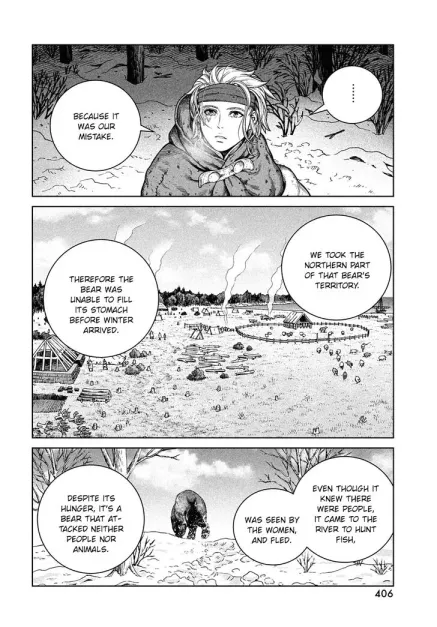 ......
BECAUSE IT
WAS OUR
MISTAKE.
WE TOOK THE
NORTHERN PART
OF THAT BEAR'S
TERRITORY.
THEREFORE THE
BEAR WAS
UNABLE TO FILL
ITS STOMACH
BEFORE WINTER
ARRIVED.
EVEN THOUGH IT
KNEW THERE
WERE PEOPLE,
IT CAME TO THE
RIVER TO HUNT
FISH,
WAS SEEN BY
THE WOMEN,
AND FLED.
DESPITE ITS
HUNGER, IT'S A
BEAR THAT AT-
TACKED NEITHER
PEOPLE NOR
ANIMALS.
406